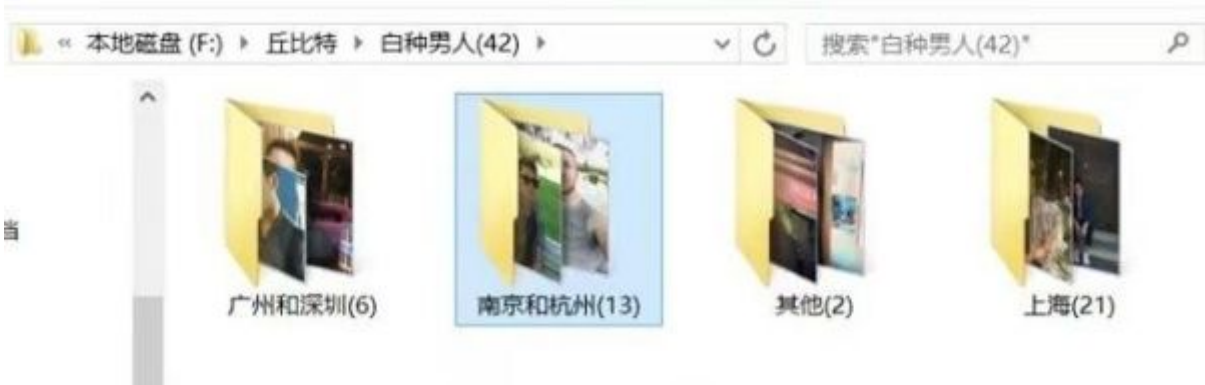 « 本地磁盘 (F:) 丘比特 白种男人(42)
搜索"白种男人(42)"
档
广州和深圳(6)
南京和杭州(13)
其他(2)
上海(21)